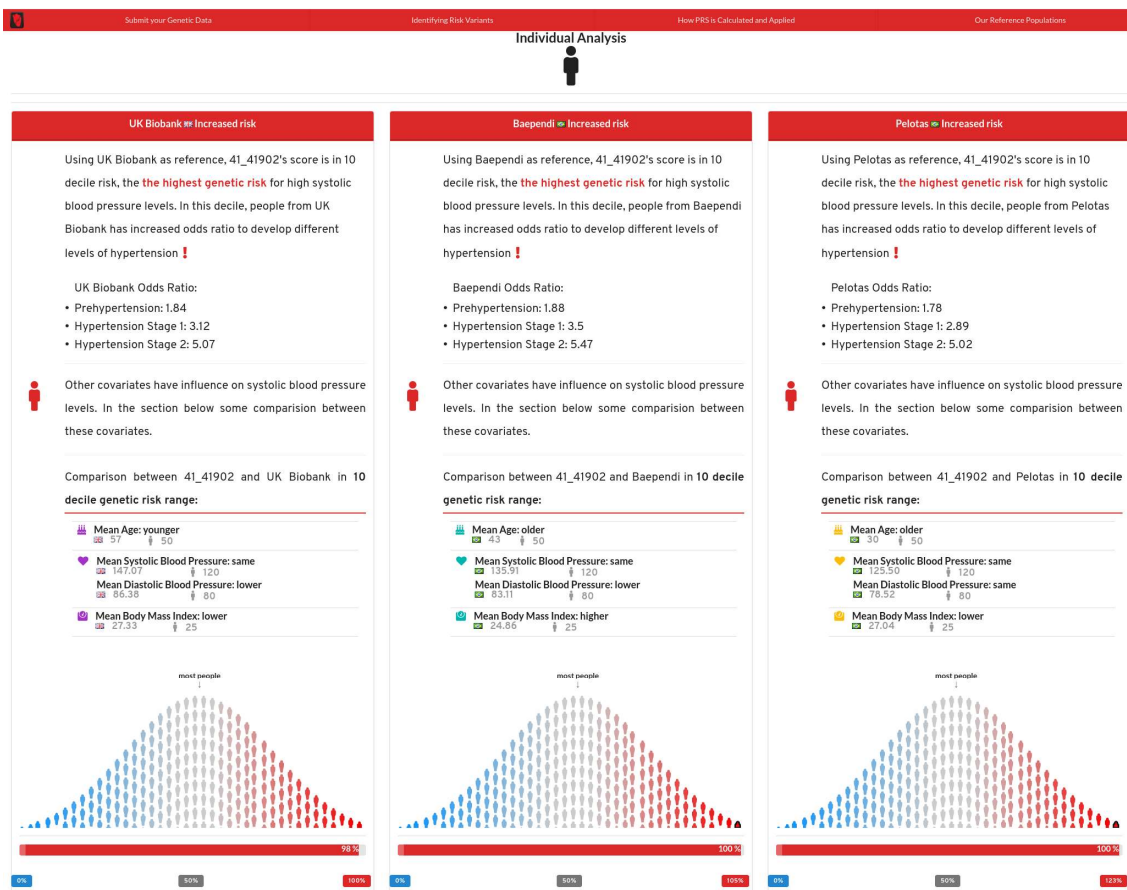 Submit your Genetic Data
Identifying Risk Variants
How PRS is Calculated and Applied
Our Reference Populations
Individual Analysis
UK Biobank Increased risk
Using UK Biobank as reference, 41_41902's score is in 10
decile risk, the the highest genetic risk for high systolic
blood pressure levels. In this decile, people from UK
Biobank has increased odds ratio to develop different
levels of hypertension !
UK Biobank Odds Ratio:
• Prehypertension: 1.84
• Hypertension Stage 1: 3.12
• Hypertension Stage 2: 5.07
Other covariates have influence on systolic blood pressure
levels. In the section below some comparision between
these covariates.
Comparison between 41_41902 and UK Biobank in 10
decile genetic risk range:
Mean Age: younger
57 50
Mean Systolic Blood Pressure: same
147.07 120
Mean Diastolic Blood Pressure: lower
86.38 80
Mean Body Mass Index: lower
27.33 25
most people
98 %
0% 50% 100%
Baependi Increased risk
Using Baependi as reference, 41_41902's score is in 10
decile risk, the the highest genetic risk for high systolic
blood pressure levels. In this decile, people from Baependi
has increased odds ratio to develop different levels of
hypertension !
Baependi Odds Ratio:
• Prehypertension: 1.88
• Hypertension Stage 1: 3.5
• Hypertension Stage 2: 5.47
Other covariates have influence on systolic blood pressure
levels. In the section below some comparision between
these covariates.
Comparison between 41_41902 and Baependi in 10 decile
genetic risk range:
Mean Age: older
43 50
Mean Systolic Blood Pressure: same
135.91 120
Mean Diastolic Blood Pressure: lower
83.11 80
Mean Body Mass Index: higher
24.86 25
most people
100 %
0% 50% 105%
Pelotas Increased risk
Using Pelotas as reference, 41_41902's score is in 10
decile risk, the the highest genetic risk for high systolic
blood pressure levels. In this decile, people from Pelotas
has increased odds ratio to develop different levels of
hypertension !
Pelotas Odds Ratio:
• Prehypertension: 1.78
• Hypertension Stage 1: 2.89
• Hypertension Stage 2: 5.02
Other covariates have influence on systolic blood pressure
levels. In the section below some comparision between
these covariates.
Comparison between 41_41902 and Pelotas in 10 decile
genetic risk range:
Mean Age: older
30 50
Mean Systolic Blood Pressure: same
125.50 120
Mean Diastolic Blood Pressure: same
78.52 80
Mean Body Mass Index: lower
27.04 25
most people
100 %
0% 50% 123%